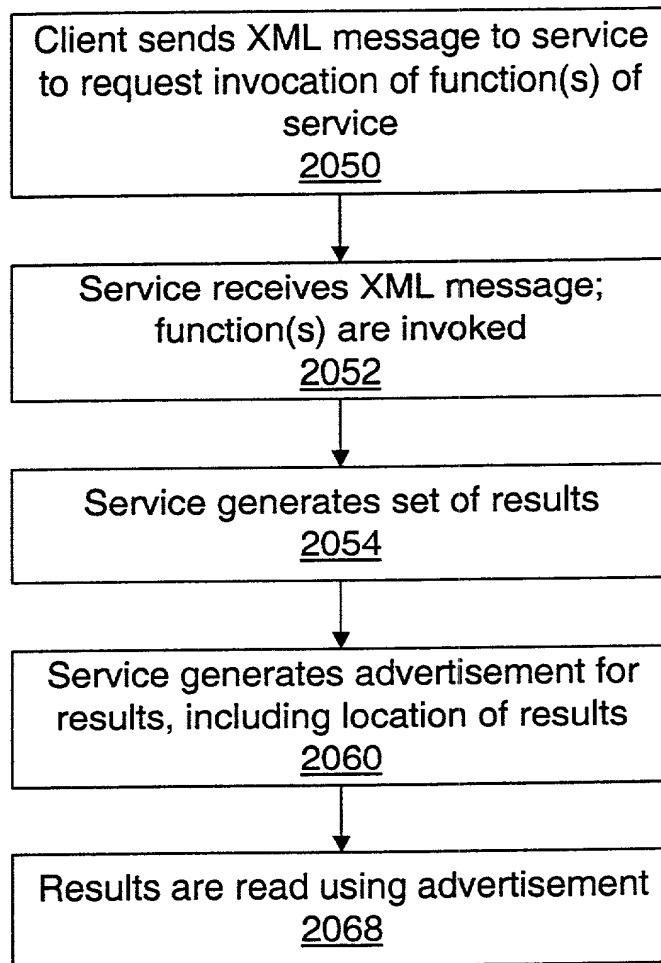 Client sends XML message to service
to request invocation of function(s) of
service
2050
Service receives XML message;
function(s) are invoked
2052
Service generates set of results
2054
Service generates advertisement for
results, including location of results
2060
Results are read using advertisement
2068